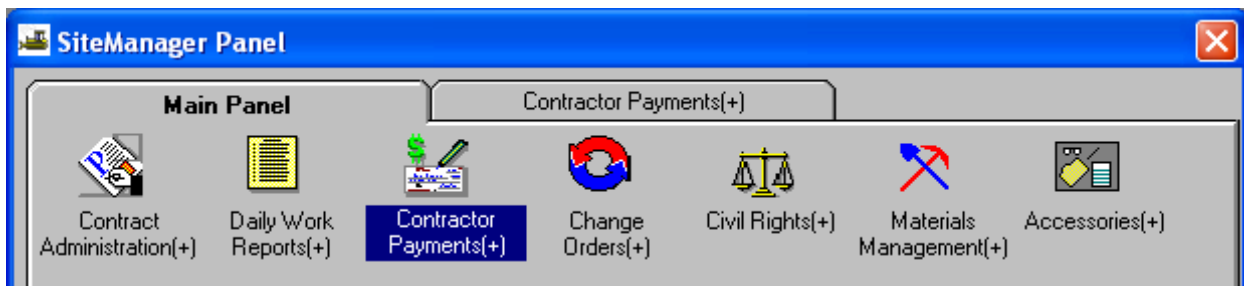 SiteManager Panel
Main Panel
Contractor Payments(+)
Contract
Administration(+)
Daily Work
Reports(+)
Contractor
Payments(+)
Change
Orders(+)
Civil Rights(+)
Materials
Management(+)
Accessories(+)